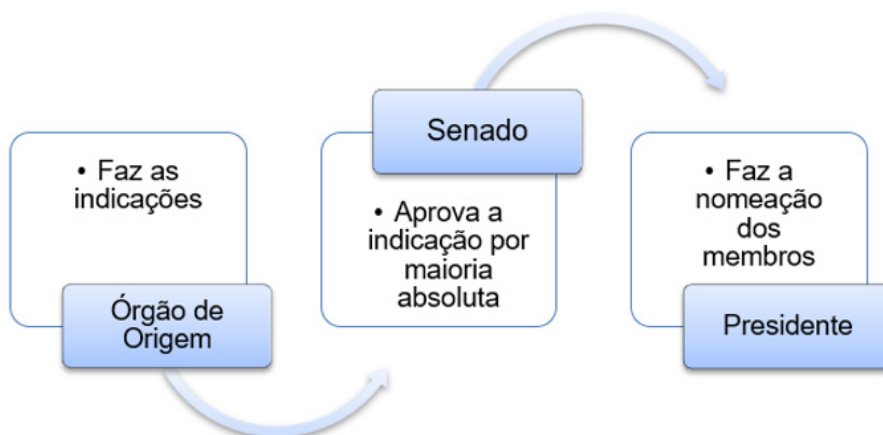 • Faz as
indicações
Órgão de
Origem
Senado
• Aprova a
indicação por
maioria
absoluta
• Faz a
nomeação
dos
membros
Presidente